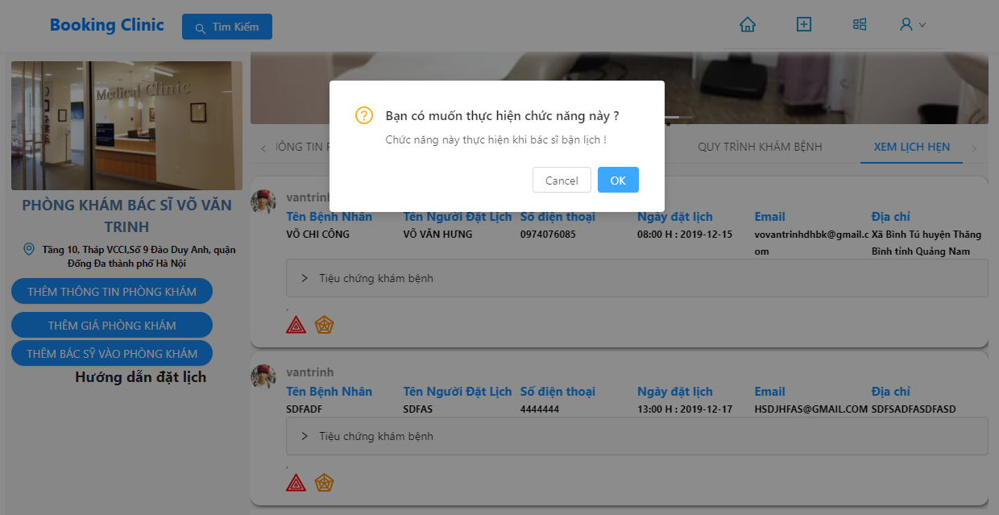 Booking Clinic
Tìm Kiếm
Medical Clinic
PHÒNG KHÁM BÁC SĨ VÕ VĂN
TRINH
Tầng 10, Tháp VCCI,Số 9 Đào Duy Anh, quận
Đống Đa thành phố Hà Nội
THÊM THÔNG TIN PHÒNG KHÁM
THÊM GIÁ PHÒNG KHÁM
THÊM BÁC SỸ VÀO PHÒNG KHÁM
Hướng dẫn đặt lịch
Bạn có muốn thực hiện chức năng này ?
Chức năng này thực hiện khi bác sĩ bận lịch !
Cancel OK
TIN QUY TRÌNH KHÁM BỆNH XEM LỊCH HẸN
vantrinh
Tên Bệnh Nhân Tên Người Đặt Lịch Số điện thoại Ngày đặt lịch Email Địa chỉ
VÕ CHI CÔNG VÕ VĂN HƯNG 0974076085 08:00 H : 2019-12-15 vovantrinhdhbk@gmail.c Xã Bình Tú huyện Thăng
om Bình tỉnh Quảng Nam
Tiệu chứng khám bệnh
vantrinh
Tên Bệnh Nhân Tên Người Đặt Lịch Số điện thoại Ngày đặt lịch Email Địa chỉ
SDFADF SDFAS 4444444 13:00 H : 2019-12-17 HSDJHFAS@GMAIL.COM SDFSADFASDFASD
Tiệu chứng khám bệnh